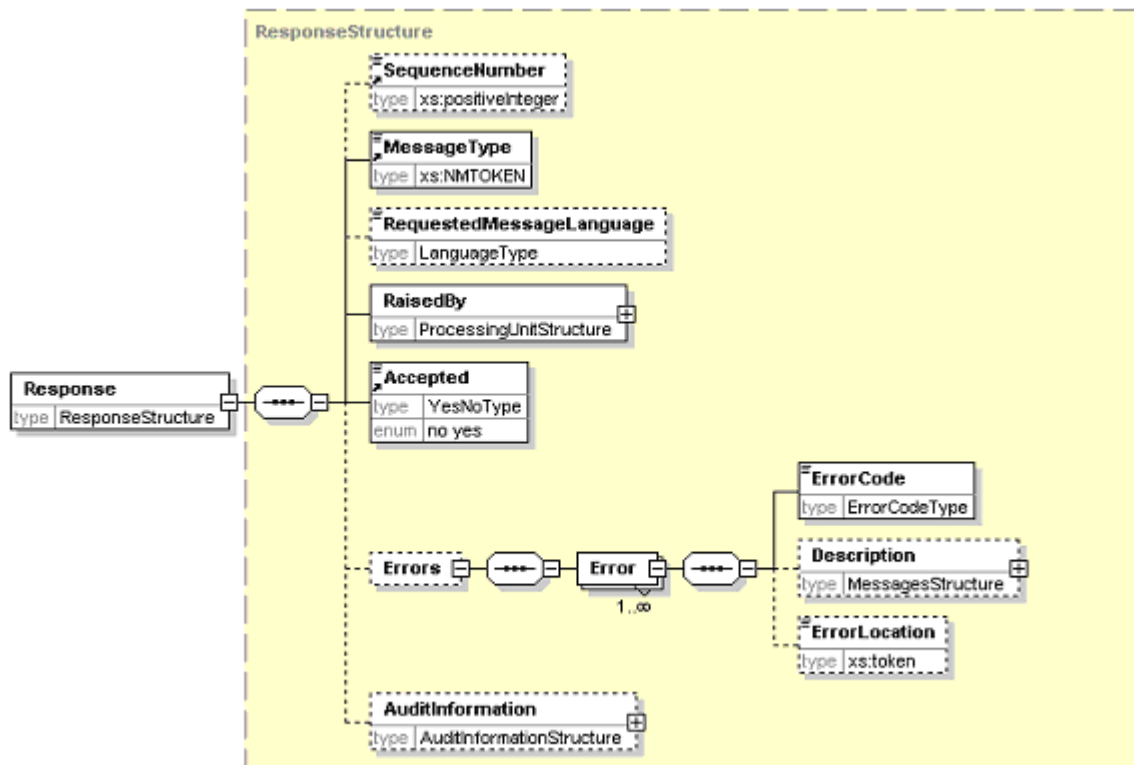 ResponseStructure
SequenceNumber
type xs:positiveInteger
MessageType
type xs:NMTOKEN
RequestedMessageLanguage
type LanguageType
RaisedBy
type ProcessingUnitStructure
Accepted
type YesNoType
enum no yes
Response
type ResponseStructure
ErrorCode
type ErrorCodeType
Errors
Error
1..∞
Description
type MessagesStructure
ErrorLocation
type xs:token
AuditInformation
type AuditInformationStructure